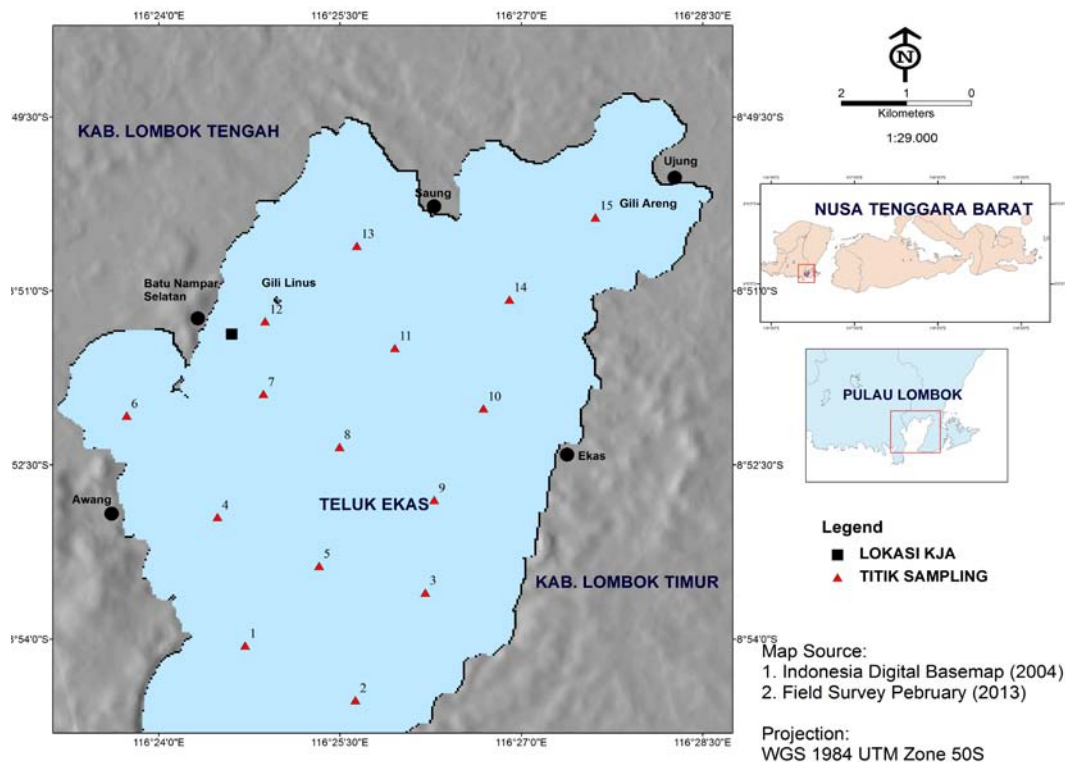 116°24'0"E 116°25'30"E 116°27'0"E 116°28'30"E
8°49'30"S 8°49'30"S
KAB. LOMBOK TENGAH
Ujung
Saung
15 Gili Areng
13
Batu Nampar
Selatan
Gili Linus
8°51'0"S 8°51'0"S
14
12
11
7
10
6
8
8°52'30"S 8°52'30"S
Ekas
9
TELUK EKAS
Awang
4
5
KAB. LOMBOK TIMUR
3
8°54'0"S 8°54'0"S
1
2
116°24'0"E 116°25'30"E 116°27'0"E 116°28'30"E
N
2 1 0
Kilometers
1:29.000
NUSA TENGGARA BARAT
PULAU LOMBOK
Legend
LOKASI KJA
TITIK SAMPLING
Map Source:
1. Indonesia Digital Basemap (2004)
2. Field Survey Pebruary (2013)
Projection:
WGS 1984 UTM Zone 50S